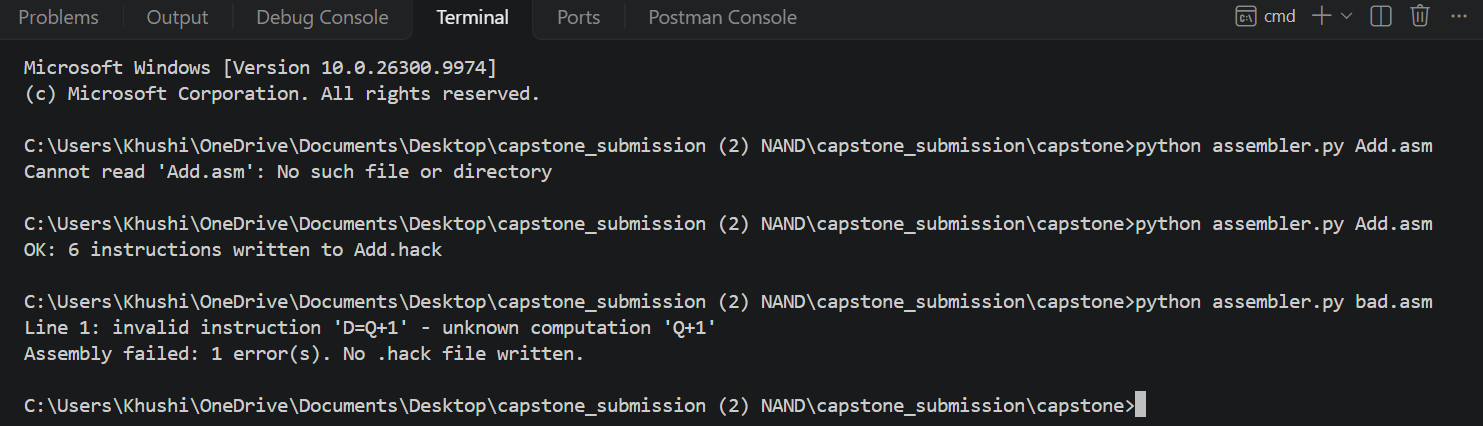 Problems Output Debug Console Terminal Ports Postman Console cmd
Microsoft Windows [Version 10.0.26300.9974]
(c) Microsoft Corporation. All rights reserved.
C:\Users\Khushi\OneDrive\Documents\Desktop\capstone_submission (2) NAND\capstone_submission\capstone>python assembler.py Add.asm
Cannot read 'Add.asm': No such file or directory
C:\Users\Khushi\OneDrive\Documents\Desktop\capstone_submission (2) NAND\capstone_submission\capstone>python assembler.py Add.asm
OK: 6 instructions written to Add.hack
C:\Users\Khushi\OneDrive\Documents\Desktop\capstone_submission (2) NAND\capstone_submission\capstone>python assembler.py bad.asm
Line 1: invalid instruction 'D=Q+1' - unknown computation 'Q+1'
Assembly failed: 1 error(s). No .hack file written.
C:\Users\Khushi\OneDrive\Documents\Desktop\capstone_submission (2) NAND\capstone_submission\capstone>